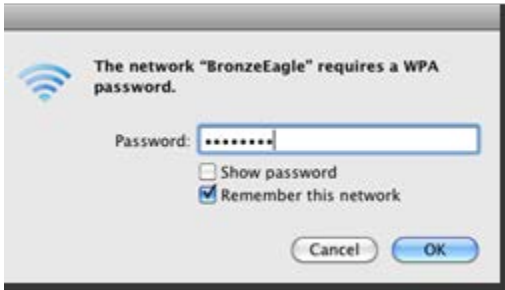 The network “BronzeEagle” requires a WPA
password.
Password: ••••••••
Show password
Remember this network
Cancel OK